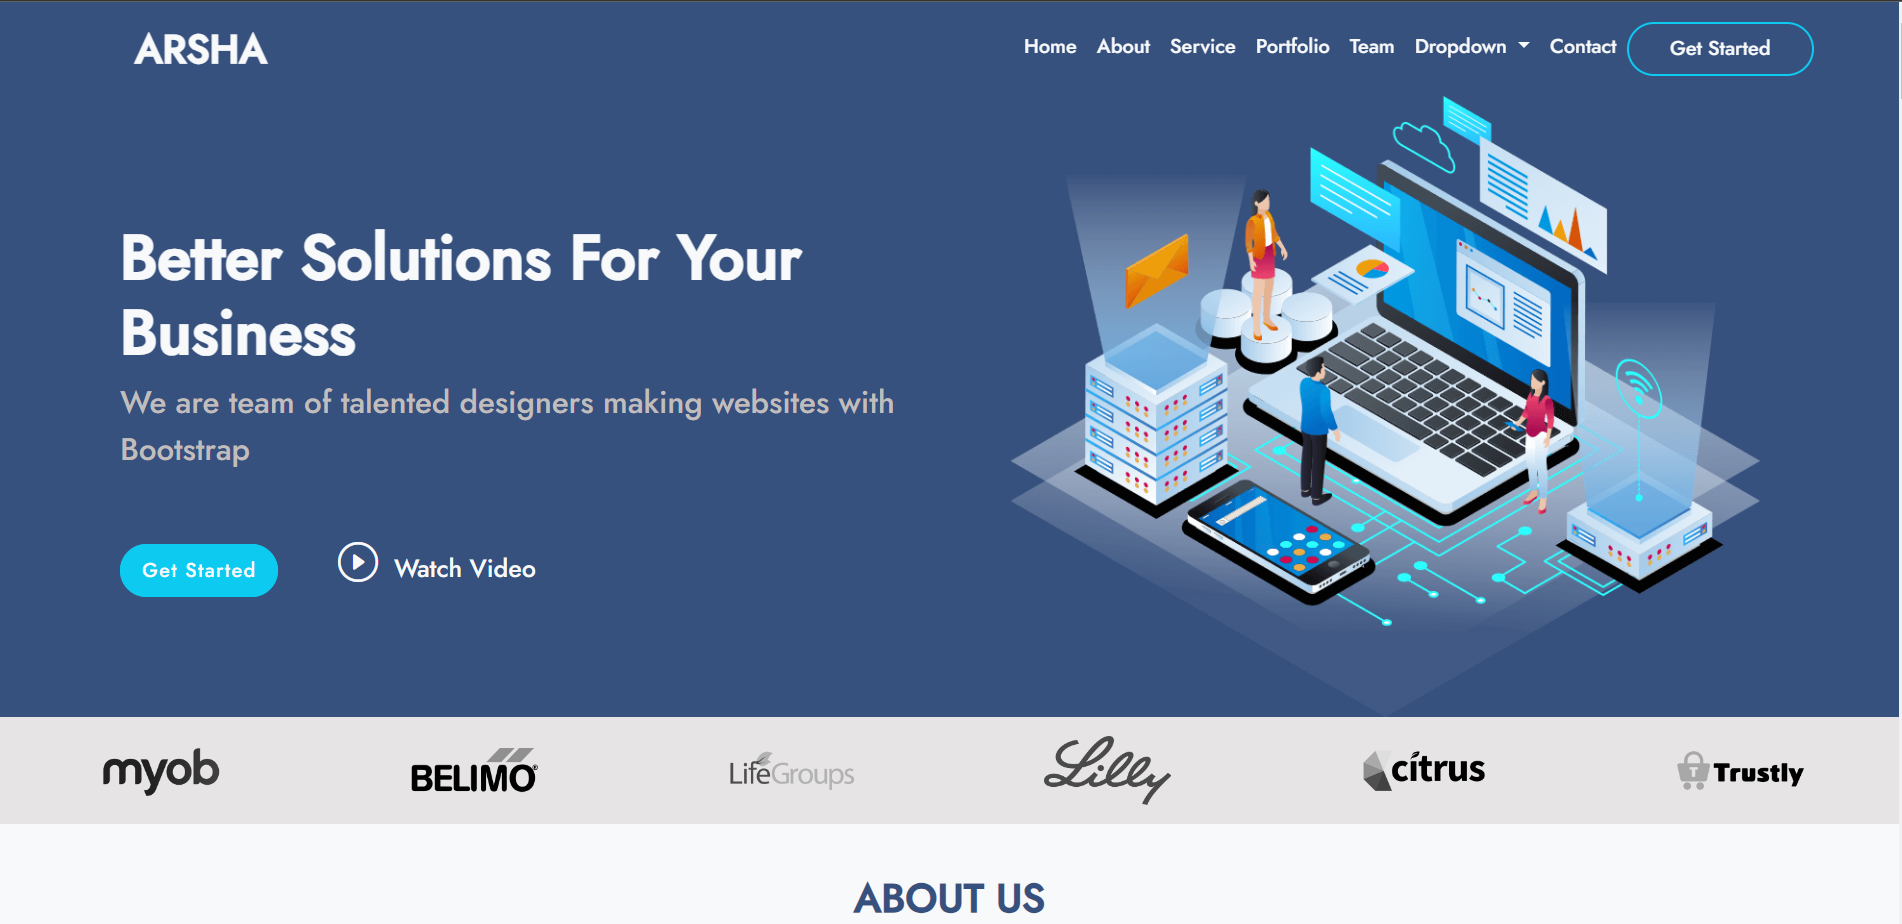 ARSHA
Home About Service Portfolio Team Dropdown Contact Get Started
Better Solutions For Your
Business
We are team of talented designers making websites with
Bootstrap
Get Started
Watch Video
myob BELIMO® LifeGroups Lilly cítrus T Trustly
ABOUT US